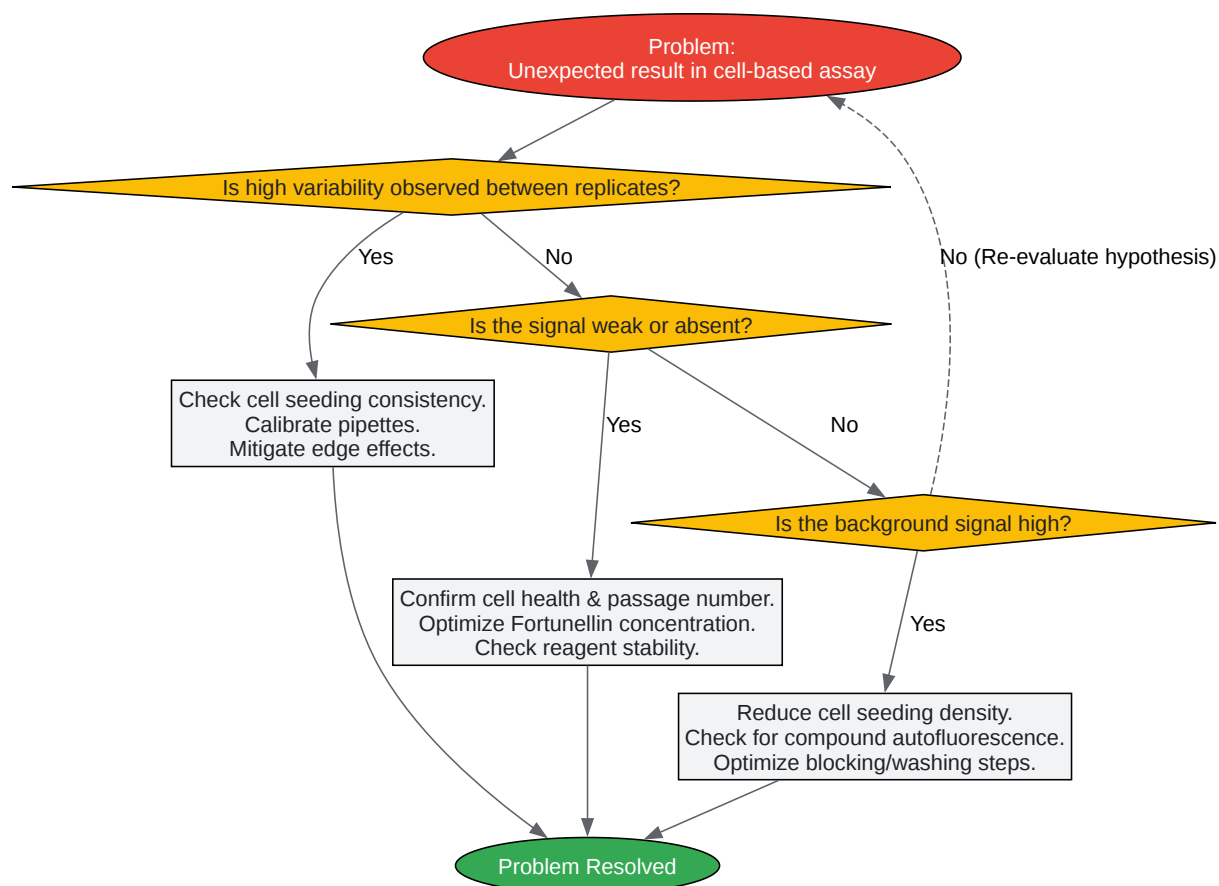 Problem:
Unexpected result in cell-based assay
Is high variability observed between replicates?
Yes
No
No (Re-evaluate hypothesis)
Is the signal weak or absent?
Check cell seeding consistency.
Calibrate pipettes.
Mitigate edge effects.
Yes
No
Is the background signal high?
Confirm cell health & passage number.
Optimize Fortunellin concentration.
Check reagent stability.
Yes
Reduce cell seeding density.
Check for compound autofluorescence.
Optimize blocking/washing steps.
Problem Resolved